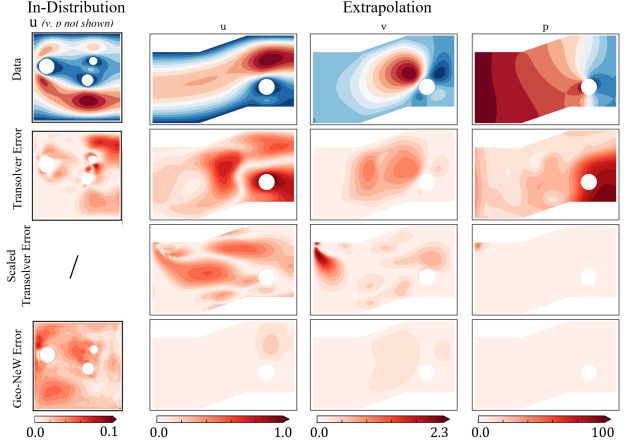 In-Distribution
Extrapolation
u (v, p not shown)
u
v
p
Data
Transolver Error
Scaled
Transolver Error
/
Geo-NeW Error
0.0
0.1
0.0
1.0
0.0
2.3
0.0
100